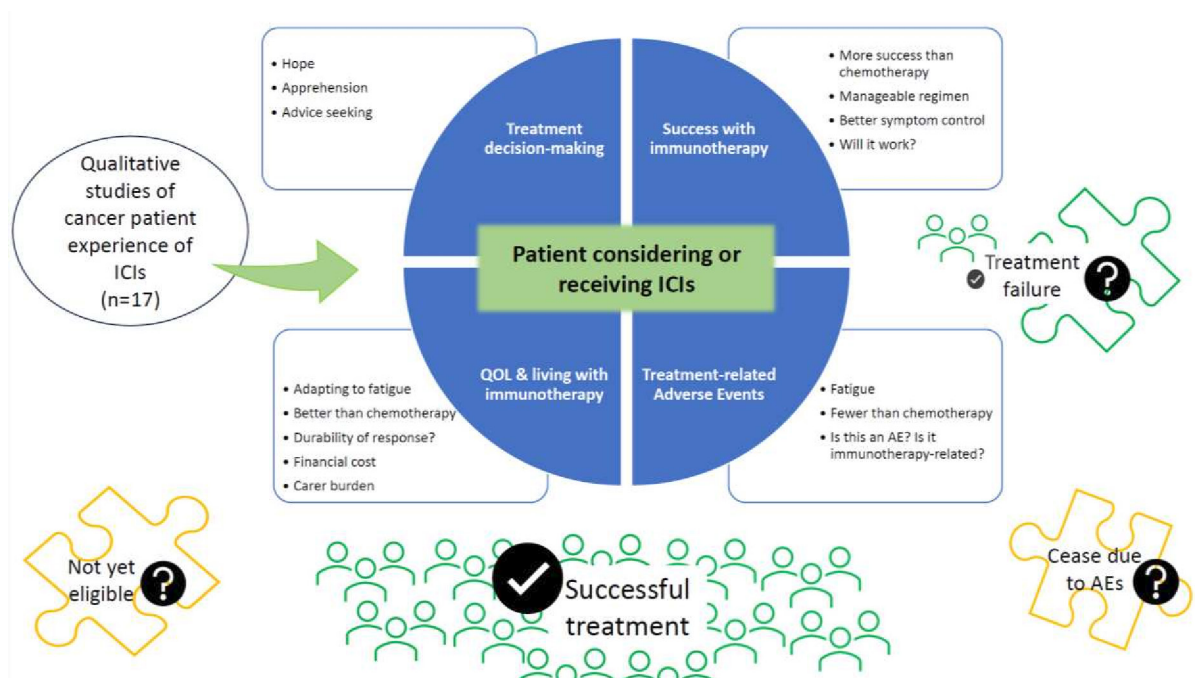 Qualitative
studies of
cancer patient
experience of
ICIs
(n=17)
• Hope
• Apprehension
• Advice seeking
Treatment
decision-making
Success with
immunotherapy
• More success than
chemotherapy
• Manageable regimen
• Better symptom control
• Will it work?
Patient considering or
receiving ICIs
Treatment
failure
?
QOL & living with
immunotherapy
Treatment-related
Adverse Events
• Adapting to fatigue
• Better than chemotherapy
• Durability of response?
• Financial cost
• Carer burden
• Fatigue
• Fewer than chemotherapy
• Is this an AE? Is it
immunotherapy-related?
Not yet
eligible
?
Successful
treatment
Cease due
to AEs
?